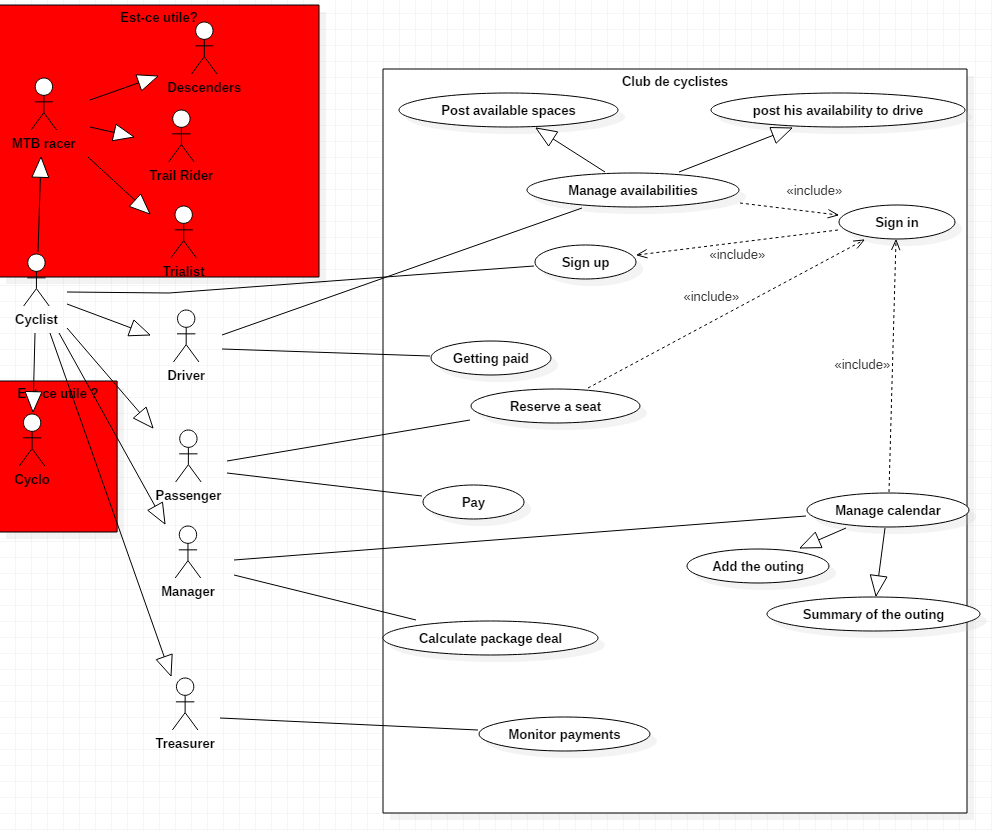 Est-ce utile?
Descenders
MTB racer
Trail Rider
Trialist
Cyclist
Driver
Est-ce utile ?
Cyclo
Passenger
Manager
Treasurer
Club de cyclistes
Post available spaces
post his availability to drive
Manage availabilities
«include»
Sign in
Sign up
«include»
«include»
Getting paid
«include»
Reserve a seat
Pay
Manage calendar
Add the outing
Summary of the outing
Calculate package deal
Monitor payments